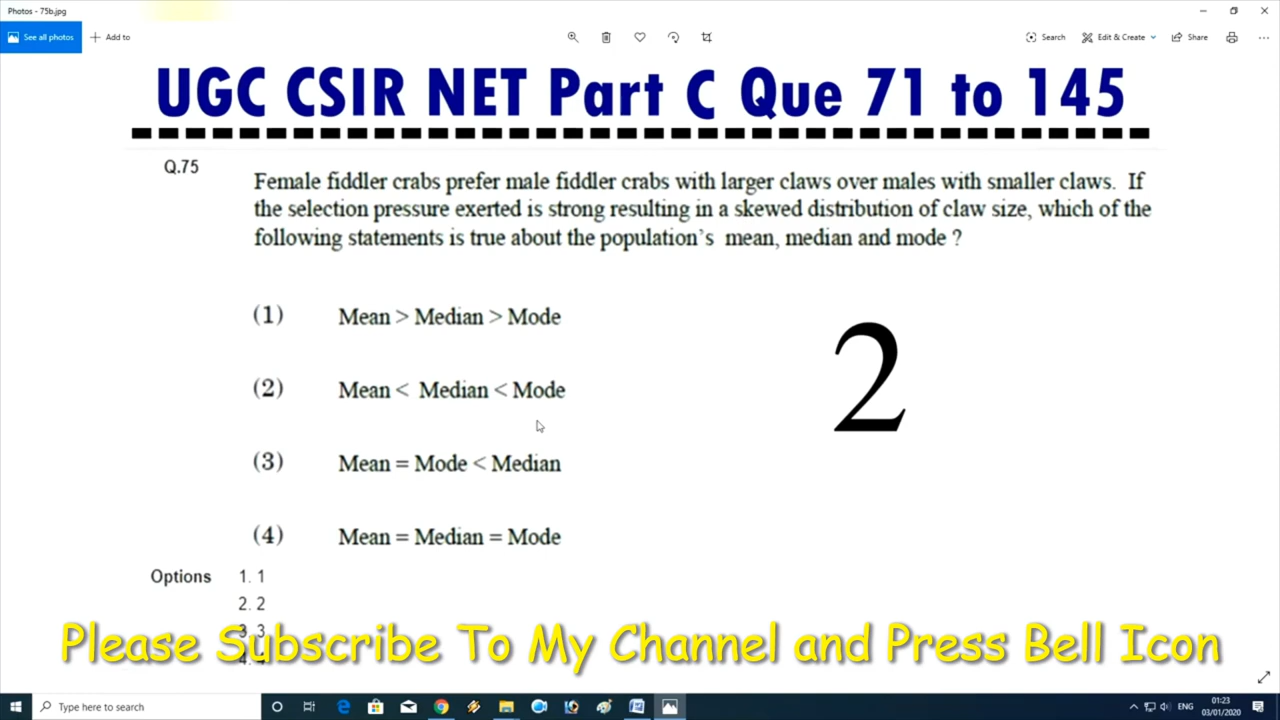 Photos - 75b.jpg
See all photos
Add to
Search
Edit & Create
Share
UGC CSIR NET Part C Que 71 to 145
Q.75
Female fiddler crabs prefer male fiddler crabs with larger claws over males with smaller claws. If
the selection pressure exerted is strong resulting in a skewed distribution of claw size, which of the
following statements is true about the population's mean, median and mode ?
(1) Mean > Median > Mode
2
(2) Mean < Median < Mode
(3) Mean = Mode < Median
(4) Mean = Median = Mode
Options 1. 1
2. 2
3. 3
4. 4
Please Subscribe To My Channel and Press Bell Icon
Type here to search
ENG
01:23
03/01/2020